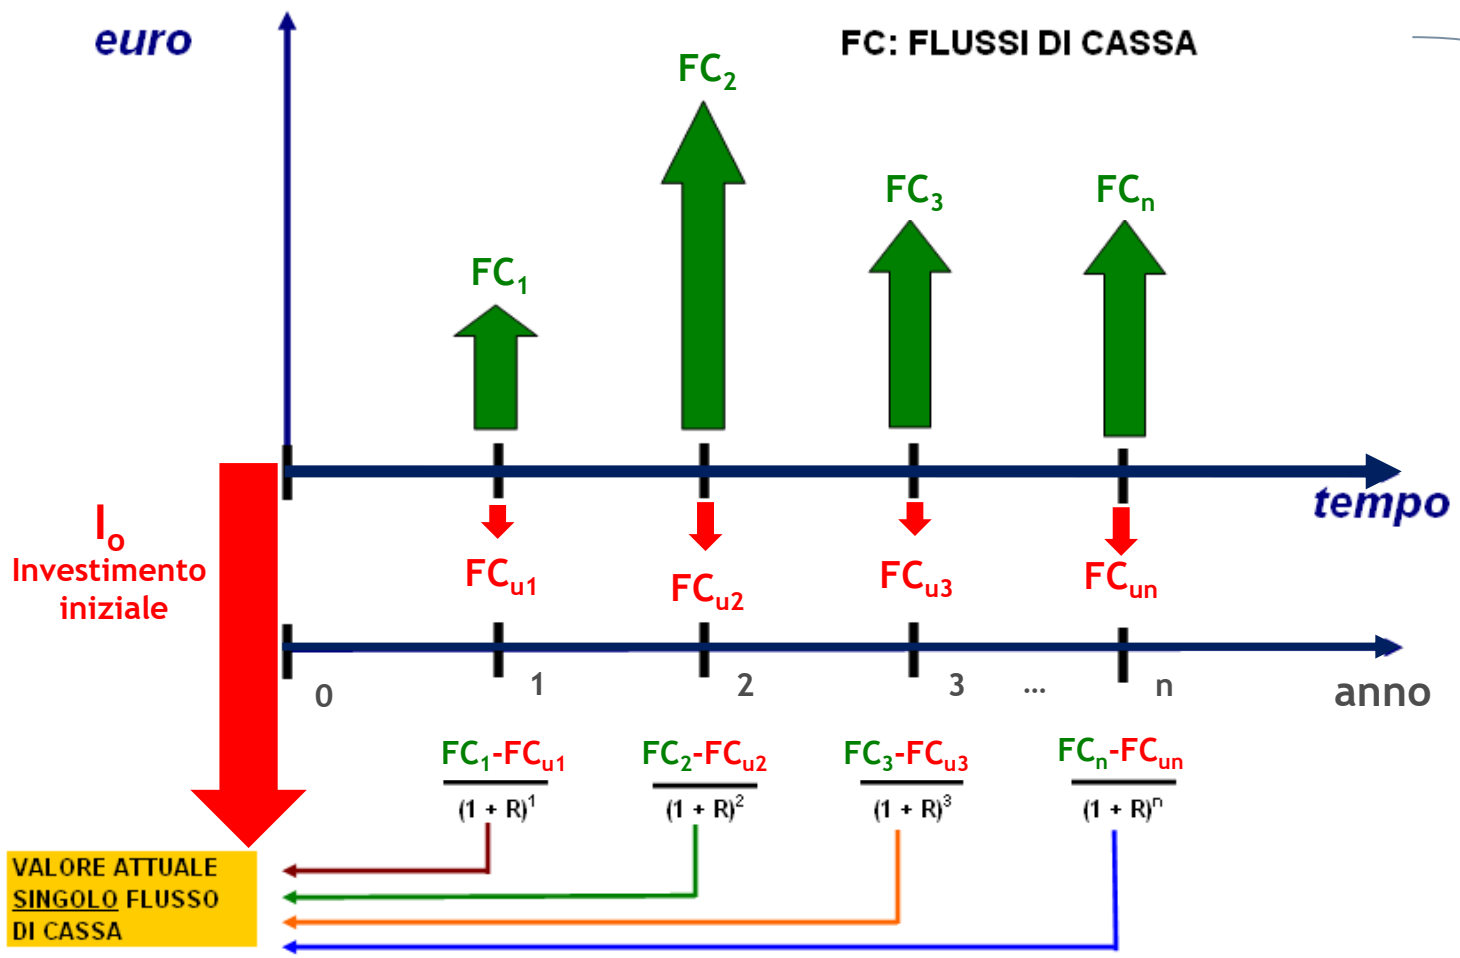 euro
FC: FLUSSI DI CASSA
FC2
FC3
FCn
FC1
tempo
Io
Investimento
iniziale
FCu1
FCu2
FCu3
FCun
0
1
2
3
...
n
anno
FC1-FCu1
(1 + R)1
FC2-FCu2
(1 + R)2
FC3-FCu3
(1 + R)3
FCn-FCun
(1 + R)n
VALORE ATTUALE
SINGOLO FLUSSO
DI CASSA